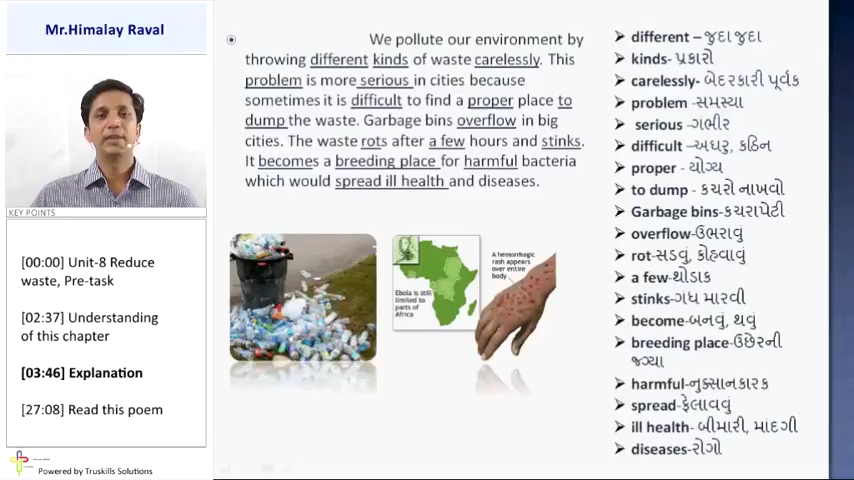 Mr.Himalay Raval
KEY POINTS
[00:00] Unit-8 Reduce
waste, Pre-task
[02:37] Understanding
of this chapter
[03:46] Explanation
[27:08] Read this poem
Powered by Truskills Solutions
We pollute our environment by
throwing different kinds of waste carelessly. This
problem is more serious in cities because
sometimes it is difficult to find a proper place to
dump the waste. Garbage bins overflow in big
cities. The waste rots after a few hours and stinks.
It becomes a breeding place for harmful bacteria
which would spread ill health and diseases.
Ebola is still
limited to
parts of
Africa
A hemorrhagic
rash appears
over entire
body
different – જુદા જુદા
kinds- પ્રકારો
carelessly- બેદરકારી પૂર્વક
problem -સમસ્યા
serious -ગંભીર
difficult –અઘરુ, કઠિન
proper - યોગ્ય
to dump - કચરો નાખવો
Garbage bins-કચરાપેટી
overflow-ઉભરાવુ
rot-સડવું, કોહવાવું
a few-થોડાક
stinks-ગંધ મારવી
become-બનવું, થવું
breeding place-ઉછેરની
જગ્યા
harmful-નુક્સાનકારક
spread-ફેલાવવું
ill health- બીમારી, માંદગી
diseases-રોગો